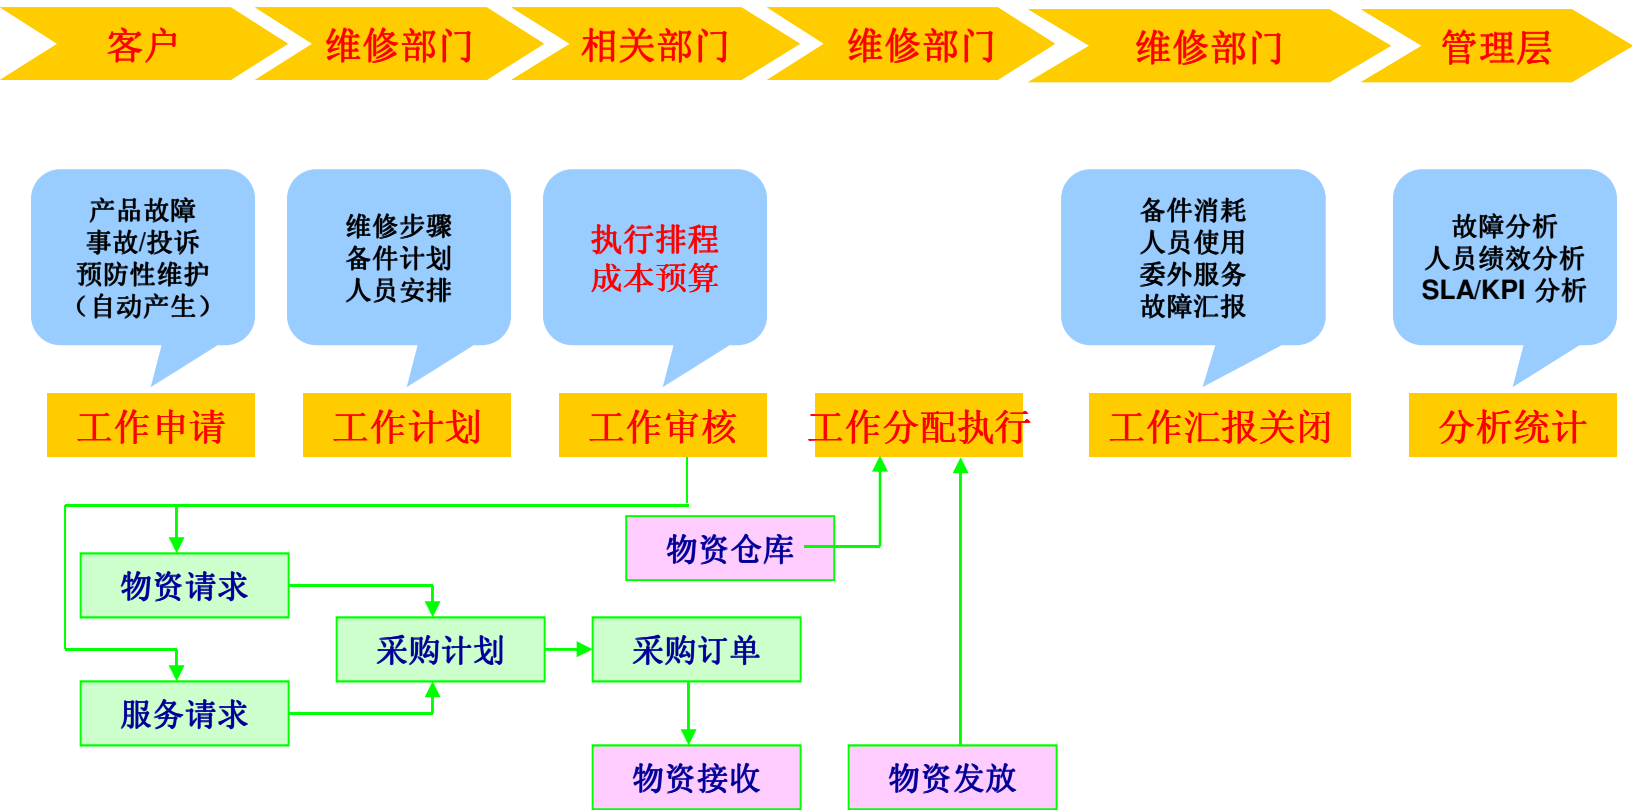 客户
维修部门
相关部门
维修部门
维修部门
管理层
产品故障
事故/投诉
预防性维护
（自动产生）
维修步骤
备件计划
人员安排
执行排程
成本预算
备件消耗
人员使用
委外服务
故障汇报
故障分析
人员绩效分析
SLA/KPI 分析
工作申请
工作计划
工作审核
工作分配执行
工作汇报关闭
分析统计
物资仓库
物资请求
采购计划
采购订单
服务请求
物资接收
物资发放